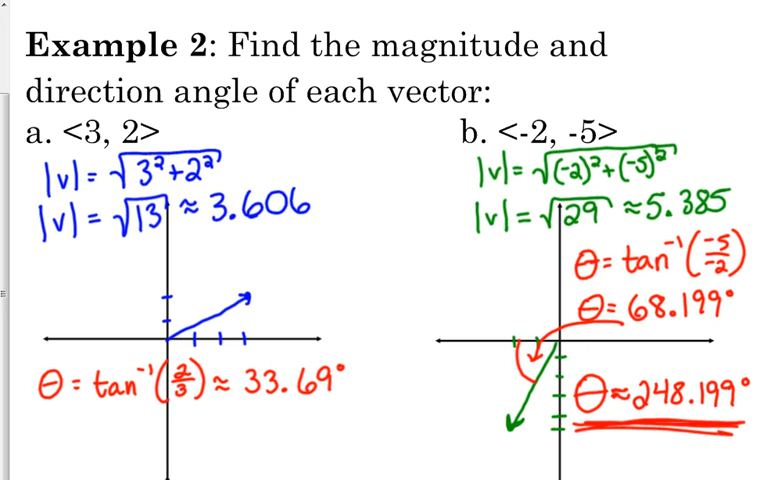 Example 2: Find the magnitude and
direction angle of each vector:
a. <3, 2>
|v| = √3²+2²
|v| = √13 ≈ 3.606
θ = tan⁻¹(2/3) ≈ 33.69°
b. <-2, -5>
|v| = √(-2)²+(-5)²
|v| = √29 ≈ 5.385
θ = tan⁻¹(-5/-2)
θ = 68.199°
θ ≈ 248.199°